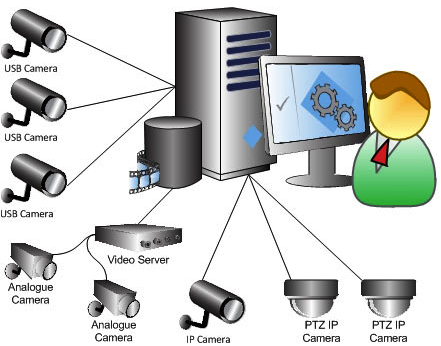 USB Camera
USB Camera
USB Camera
Video Server
Analogue
Camera
Analogue
Camera
IP Camera
PTZ IP
Camera
PTZ IP
Camera